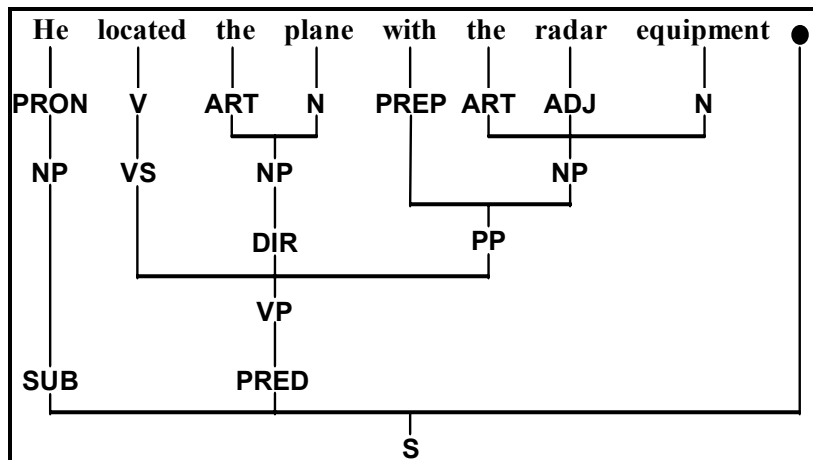 He located the plane with the radar equipment ●
PRON V ART N PREP ART ADJ N
NP VS NP NP
DIR PP
VP
SUB PRED
S